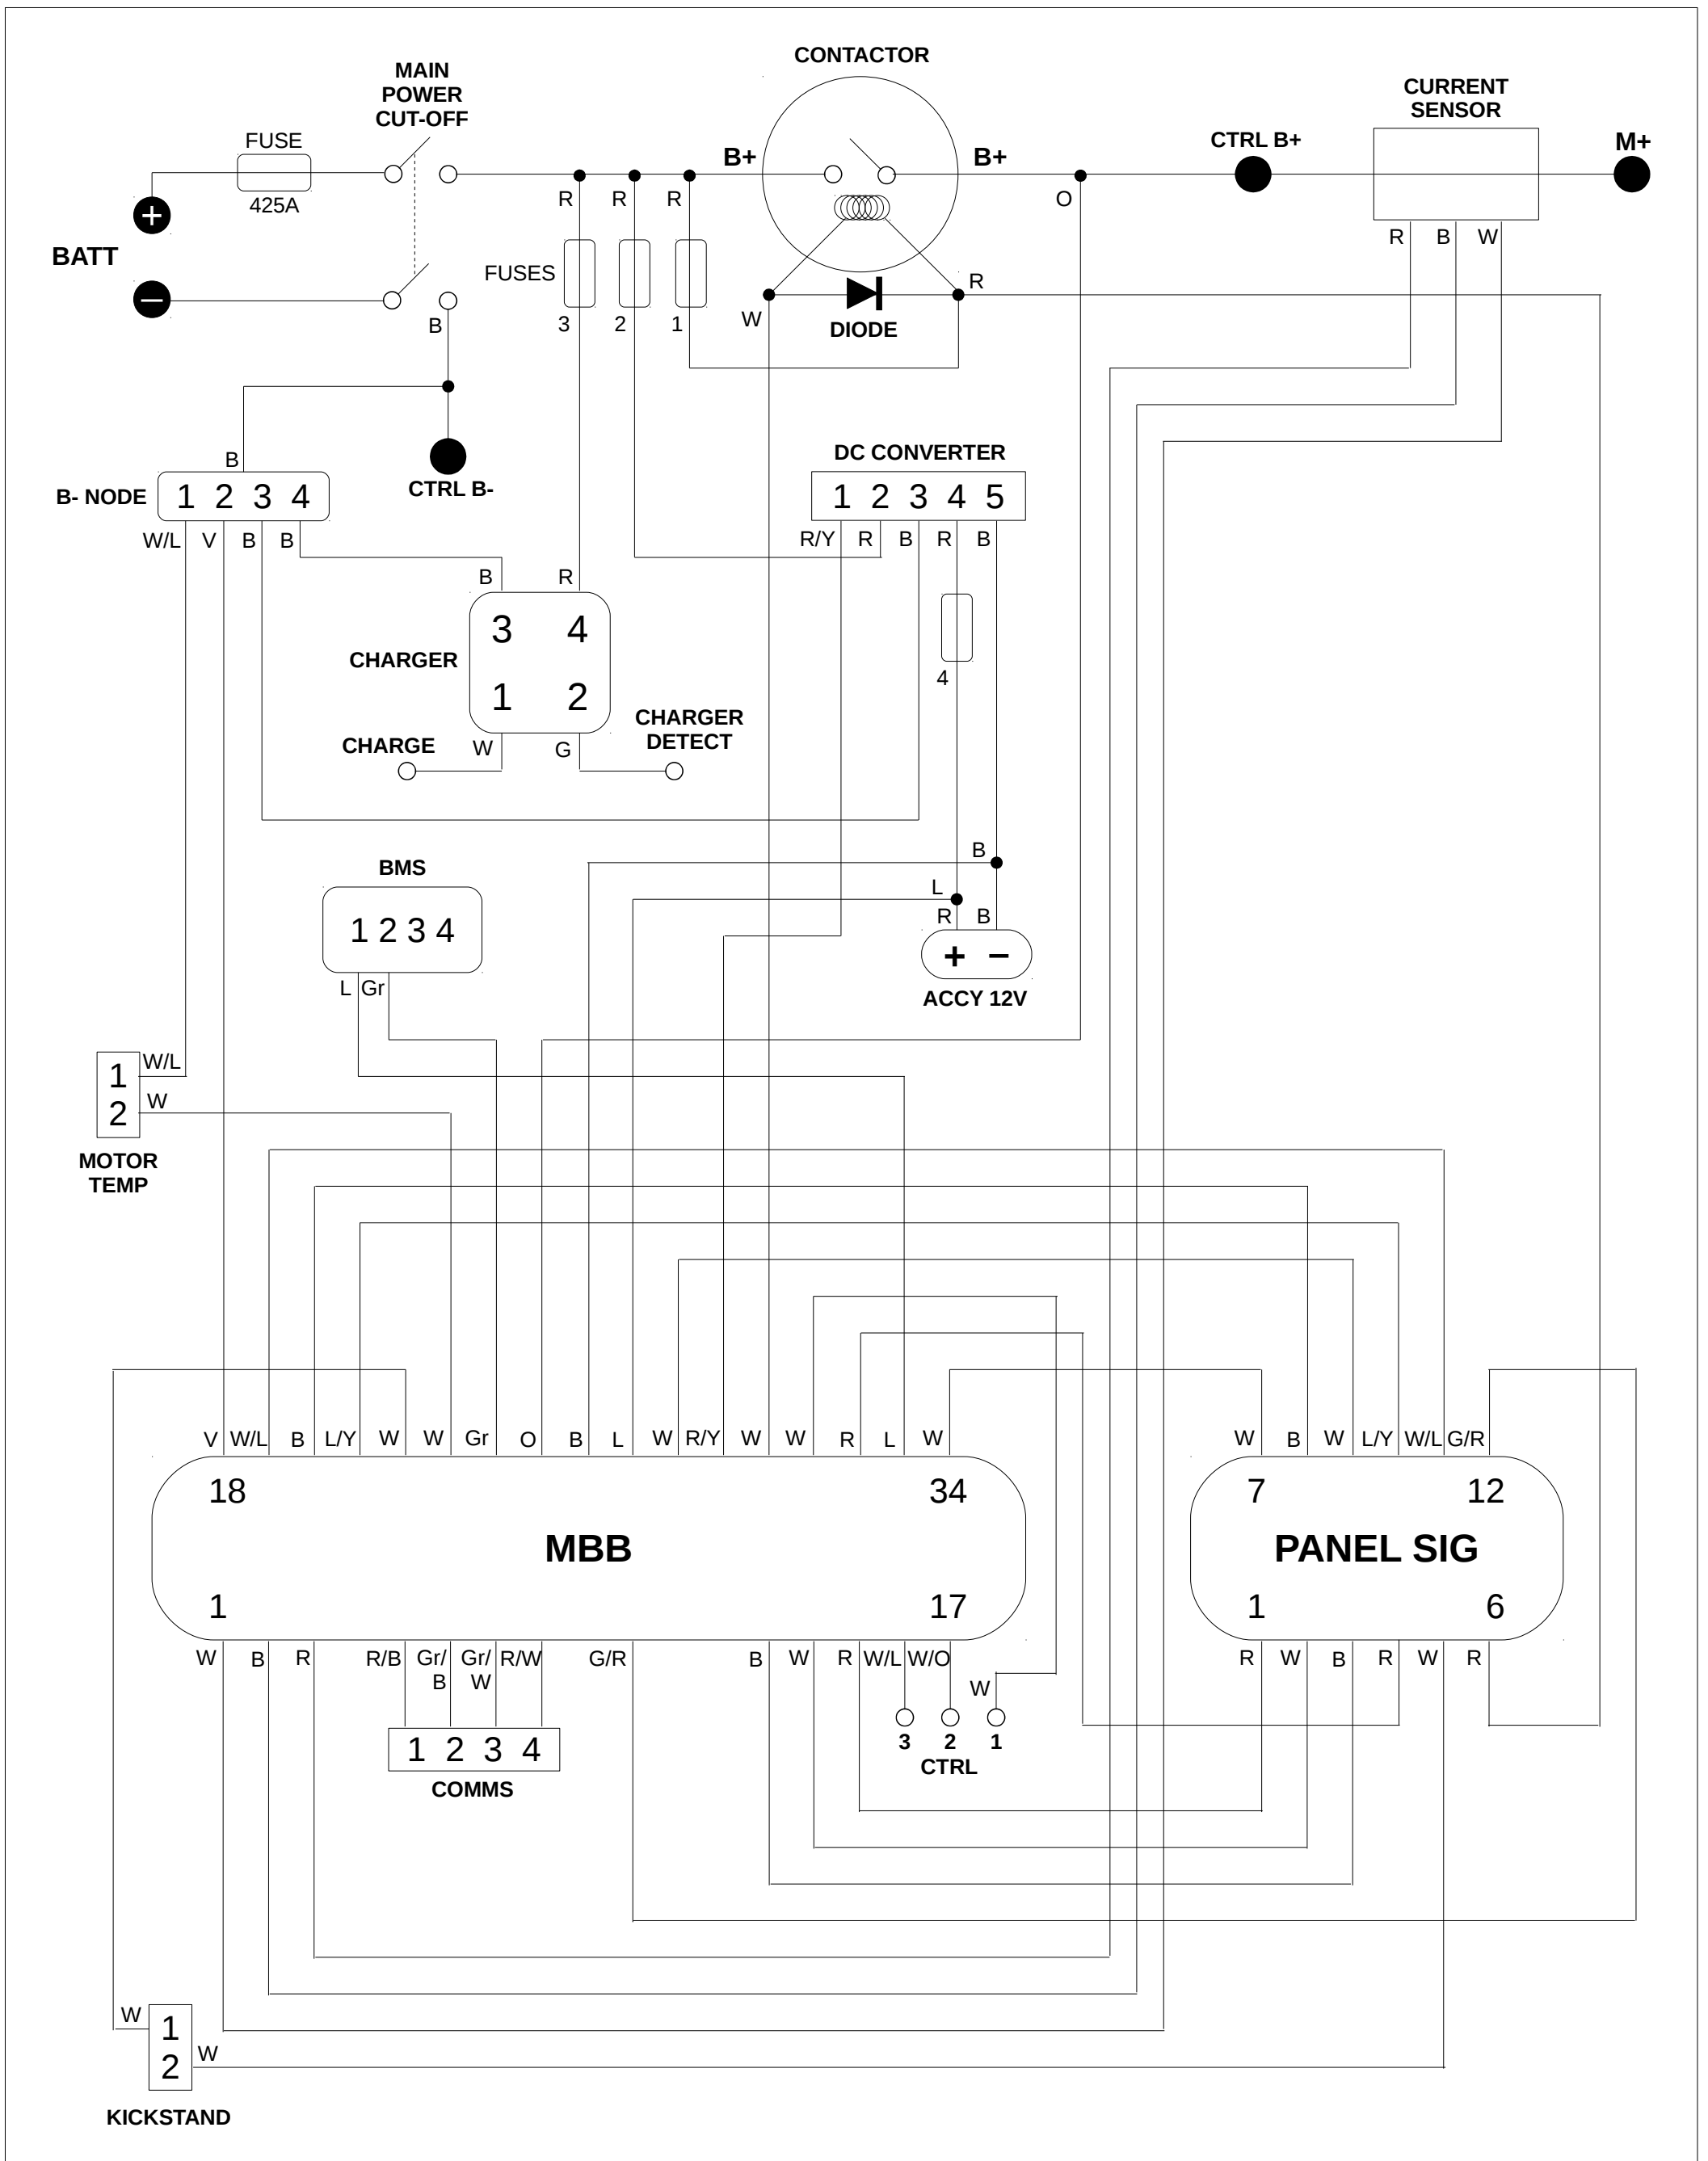 CONTACTOR
MAIN
POWER
CUT-OFF
CURRENT
SENSOR
FUSE
425A
CTRL B+
M+
B+
B+
+
BATT
–
R R R
O
R B W
FUSES
3 2 1
B
W
R
DIODE
B
B- NODE
1 2 3 4
CTRL B-
DC CONVERTER
1 2 3 4 5
W/L V B B
R/Y R B R B
B R
3 4
CHARGER
1 2
4
CHARGE
W G
CHARGER
DETECT
B
BMS
1 2 3 4
L
R B
+ –
ACCY 12V
L Gr
1 W/L
2 W
MOTOR
TEMP
V W/L B L/Y W W Gr O B L W R/Y W W R L W
W B W L/Y W/L G/R
18 34
MBB
1 17
7 12
PANEL SIG
1 6
W B R R/B Gr/B Gr/W R/W G/R B W R W/L W/O
W
R W B R W R
1 2 3 4
COMMS
3 2 1
CTRL
W 1
2 W
KICKSTAND